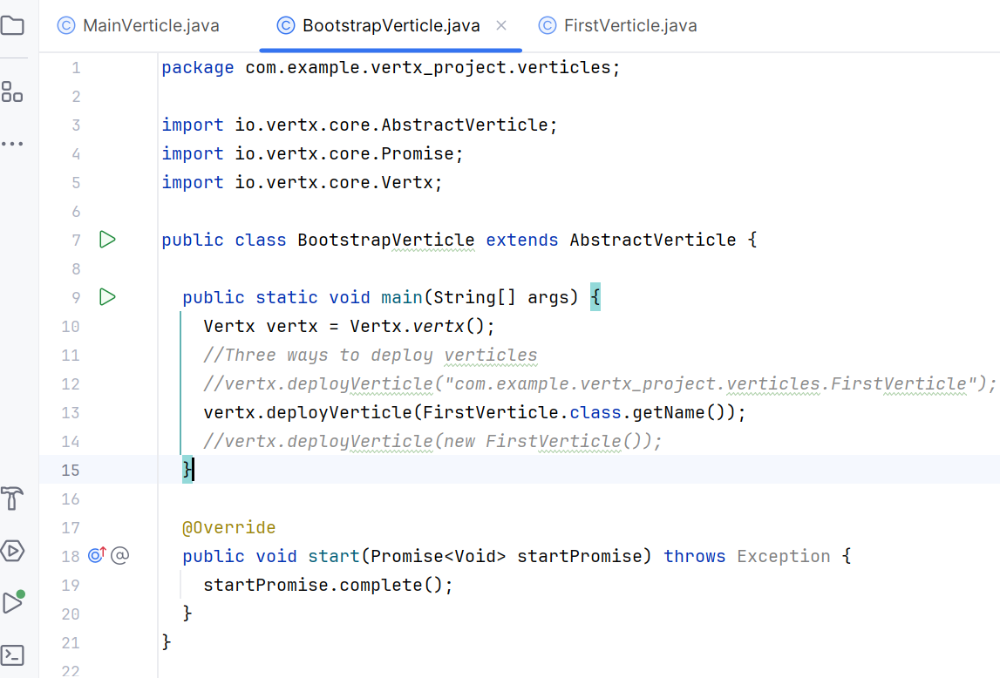 MainVerticle.java BootstrapVerticle.java FirstVerticle.java
1 package com.example.vertx_project.verticles;
2
3 import io.vertx.core.AbstractVerticle;
4 import io.vertx.core.Promise;
5 import io.vertx.core.Vertx;
6
7 public class BootstrapVerticle extends AbstractVerticle {
8
9 public static void main(String[] args) {
10 Vertx vertx = Vertx.vertx();
11 //Three ways to deploy verticles
12 //vertx.deployVerticle("com.example.vertx_project.verticles.FirstVerticle");
13 vertx.deployVerticle(FirstVerticle.class.getName());
14 //vertx.deployVerticle(new FirstVerticle());
15 }
16
17 @Override
18 @ public void start(Promise<Void> startPromise) throws Exception {
19 startPromise.complete();
20 }
21 }
22